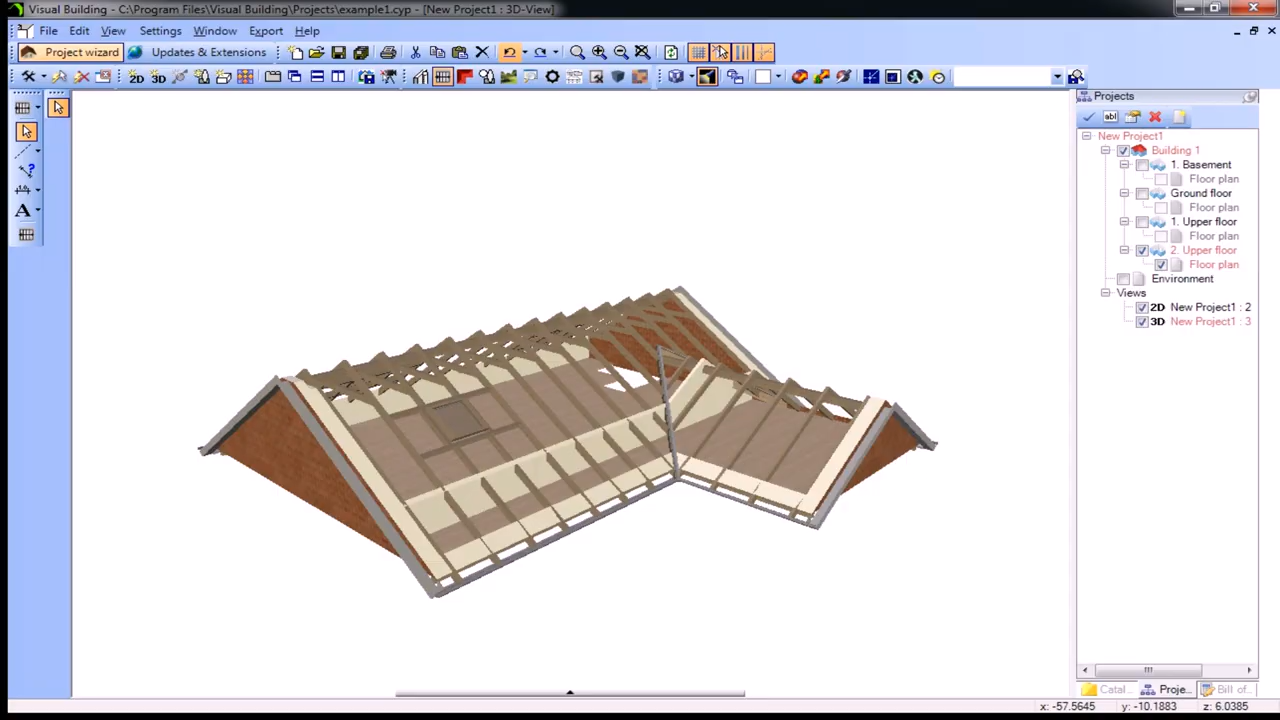 Visual Building - C:\Program Files\Visual Building\Projects\example1.cyp - [New Project1 : 3D-View]
File Edit View Settings Window Export Help
Project wizard Updates & Extensions
2D 3D
Projects
abl
New Project1
Building 1
1. Basement
Floor plan
Ground floor
Floor plan
1. Upper floor
Floor plan
2. Upper floor
Floor plan
Environment
Views
2D New Project1 : 2
3D New Project1 : 3
A
Catal... Proje... Bill of...
x: -57.5645 y: -10.1883 z: 6.0385